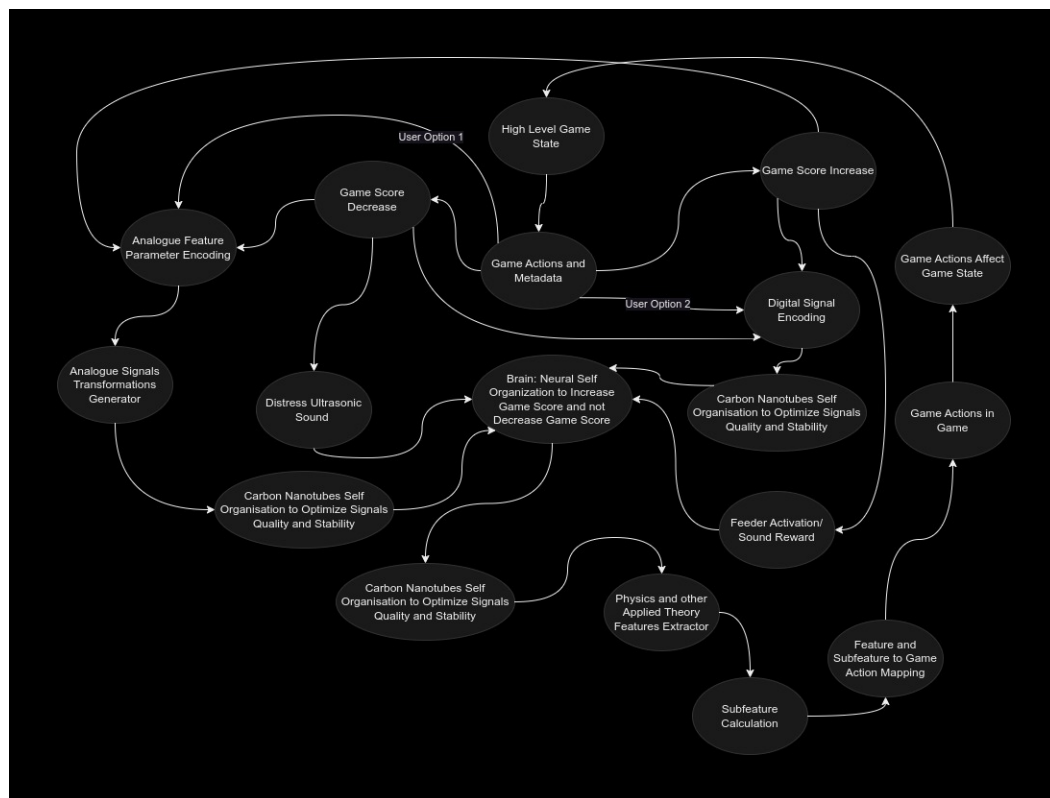 High Level Game
State
User Option 1
Game Score Increase
Game Score
Decrease
Analogue Feature
Parameter Encoding
Game Actions and
Metadata
Game Actions Affect
Game State
User Option 2
Digital Signal
Encoding
Analogue Signals
Transformations
Generator
Distress Ultrasonic
Sound
Brain: Neural Self
Organization to Increase
Game Score and not
Decrease Game Score
Carbon Nanotubes Self
Organisation to Optimize Signals
Quality and Stability
Game Actions in
Game
Carbon Nanotubes Self
Organisation to Optimize Signals
Quality and Stability
Feeder Activation/
Sound Reward
Carbon Nanotubes Self
Organisation to Optimize Signals
Quality and Stability
Physics and other
Applied Theory
Features Extractor
Feature and
Subfeature to Game
Action Mapping
Subfeature
Calculation